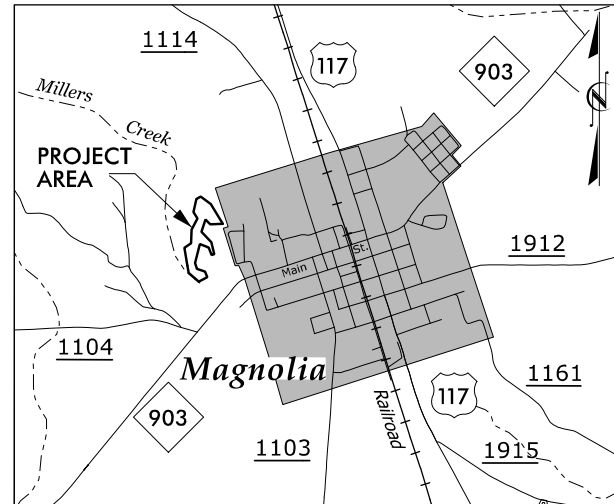 1114
117
903
Millers
Creek
N
PROJECT
AREA
1912
Main
St.
1104
Magnolia
1161
117
903
Railroad
1103
1915